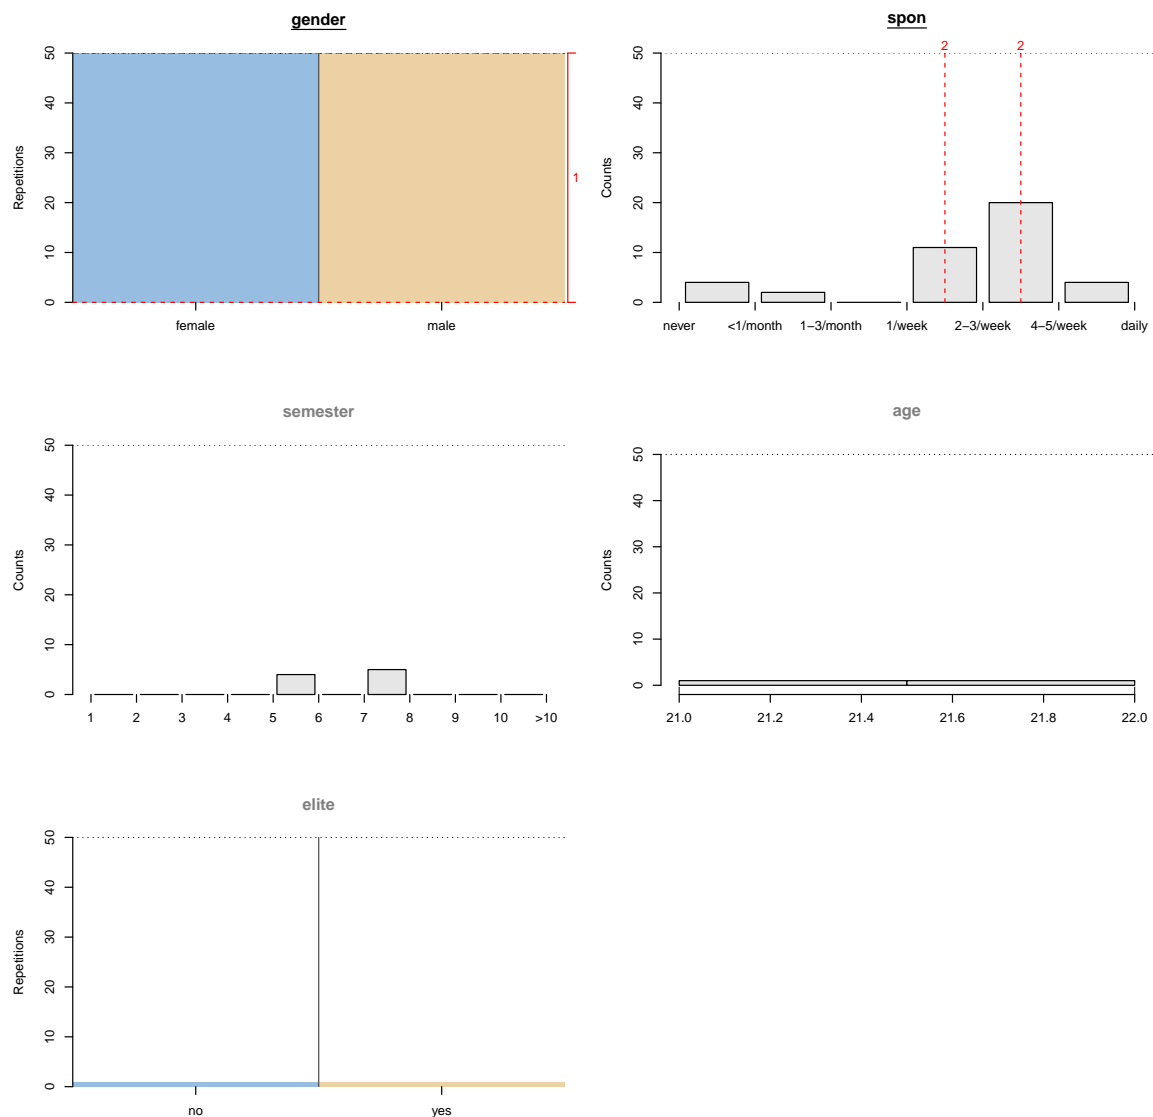 gender
50
40
30
20
10
0
Repetitions
1
female male
spon
2 2
50
40
30
20
10
0
Counts
never <1/month 1−3/month 1/week 2−3/week 4−5/week daily
semester
50
40
30
20
10
0
Counts
1 2 3 4 5 6 7 8 9 10 >10
age
50
40
30
20
10
0
Counts
21.0 21.2 21.4 21.6 21.8 22.0
elite
50
40
30
20
10
0
Repetitions
no yes